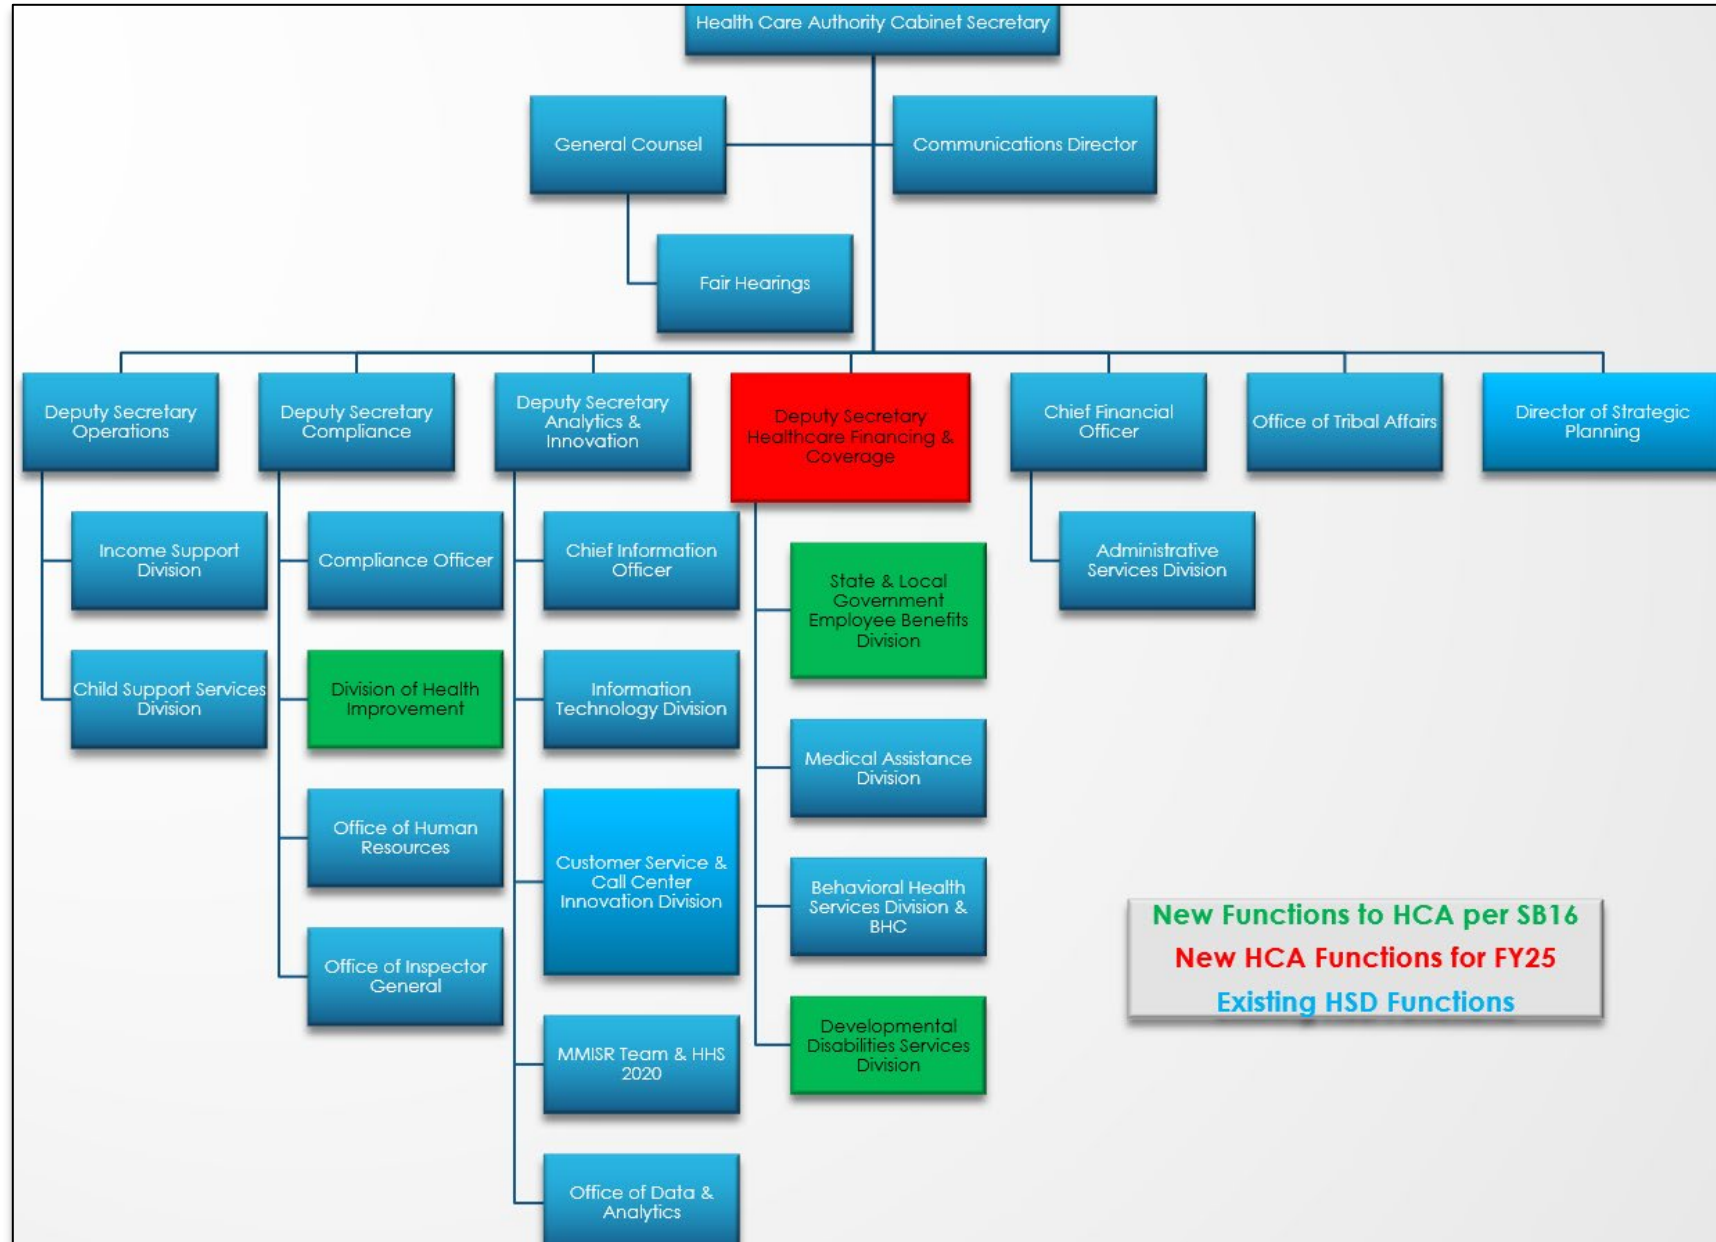 Health Care Authority Cabinet Secretary
General Counsel
Communications Director
Fair Hearings
Deputy Secretary
Operations
Deputy Secretary
Compliance
Deputy Secretary
Analytics &
Innovation
Deputy Secretary
Healthcare Financing &
Coverage
Chief Financial
Officer
Office of Tribal Affairs
Director of Strategic
Planning
Income Support
Division
Child Support Services
Division
Compliance Officer
Division of Health
Improvement
Office of Human
Resources
Office of Inspector
General
Chief Information
Officer
Information
Technology Division
Customer Service &
Call Center
Innovation Division
MMISR Team & HHS
2020
Office of Data &
Analytics
State & Local
Government
Employee Benefits
Division
Medical Assistance
Division
Behavioral Health
Services Division &
BHC
Developmental
Disabilities Services
Division
Administrative
Services Division
New Functions to HCA per SB16
New HCA Functions for FY25
Existing HSD Functions